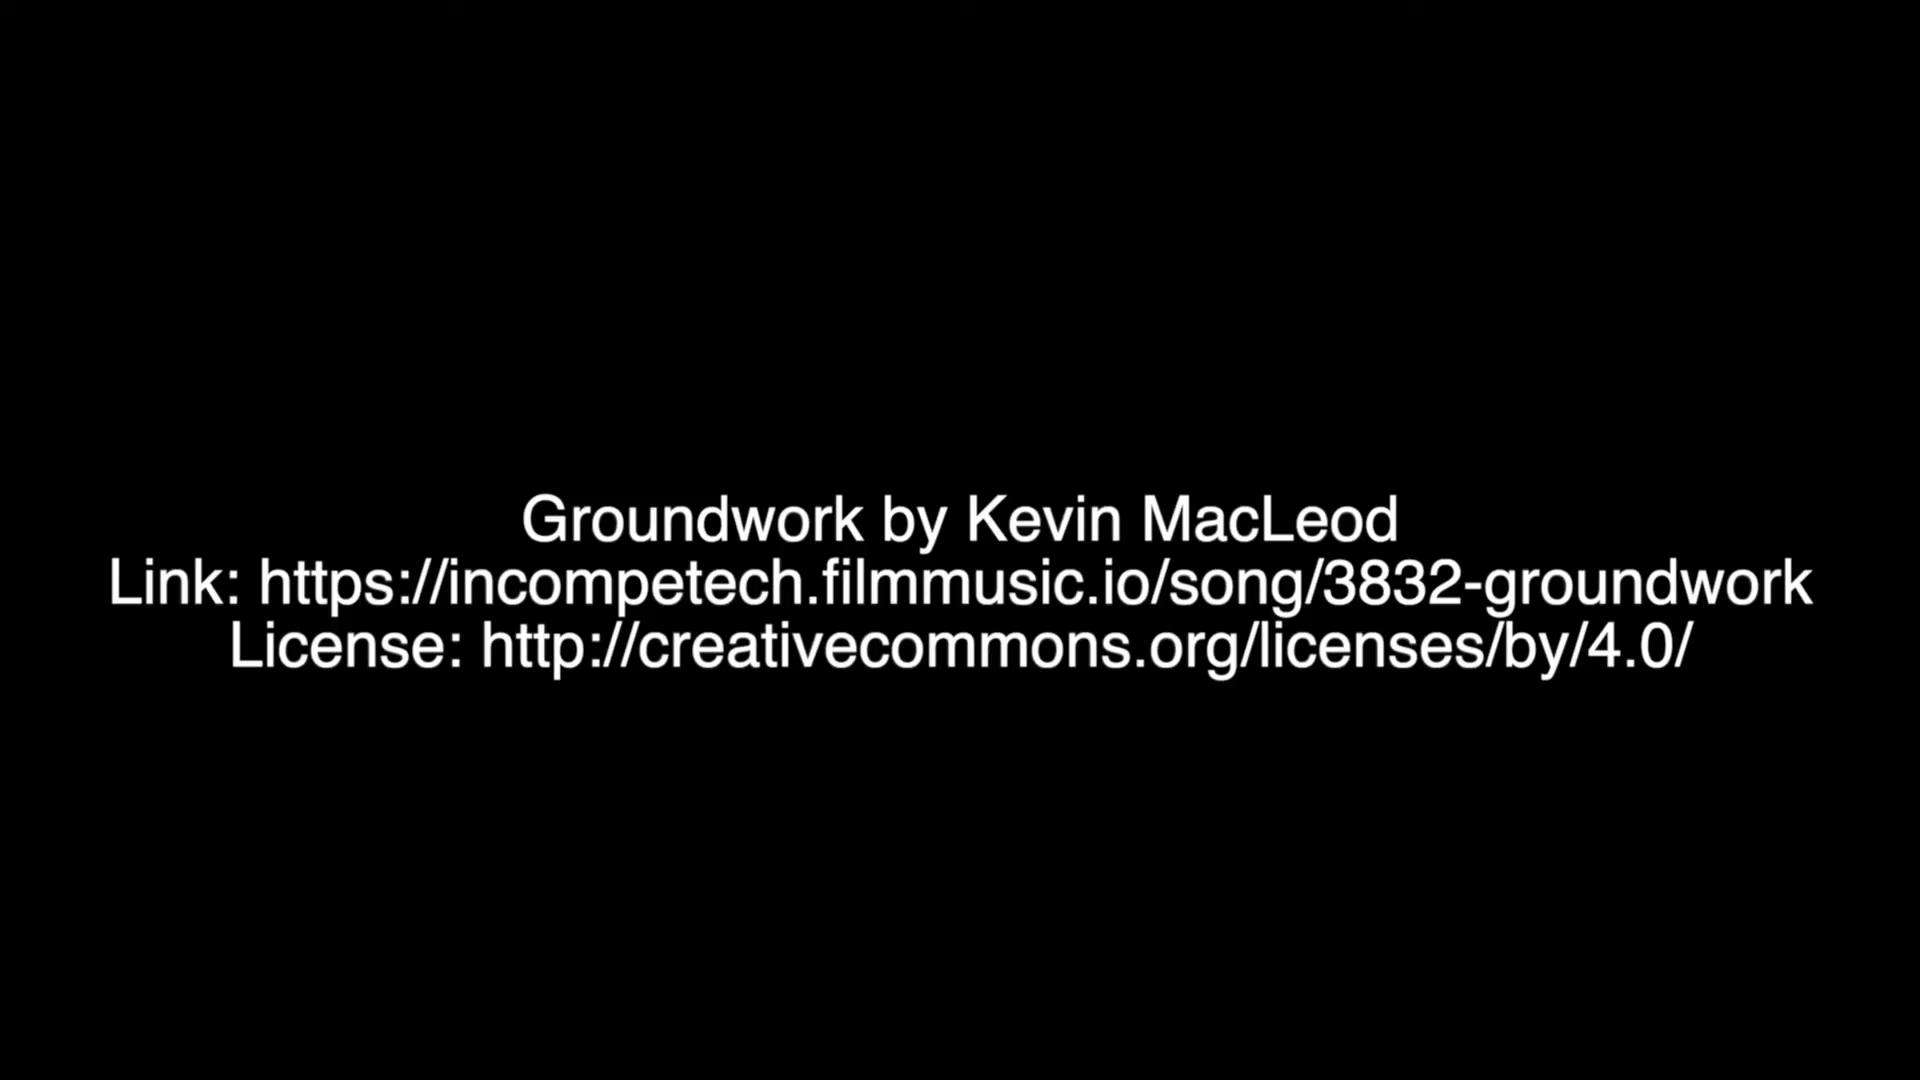 Groundwork by Kevin MacLeod
Link: https://incompetech.filmmusic.io/song/3832-groundwork
License: http://creativecommons.org/licenses/by/4.0/